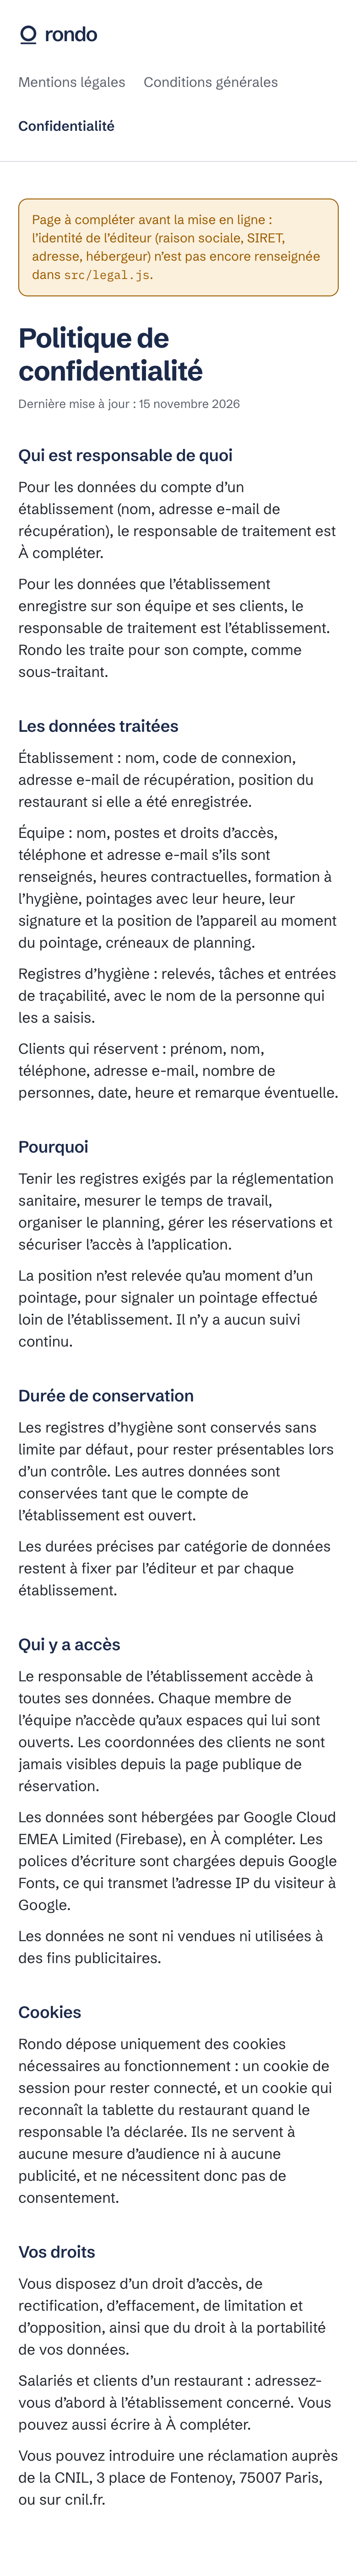 rondo
Mentions légales Conditions générales
Confidentialité
Page à compléter avant la mise en ligne :
l’identité de l’éditeur (raison sociale, SIRET,
adresse, hébergeur) n’est pas encore renseignée
dans src/legal.js.
Politique de
confidentialité
Dernière mise à jour : 15 novembre 2026
Qui est responsable de quoi
Pour les données du compte d’un
établissement (nom, adresse e-mail de
récupération), le responsable de traitement est
À compléter.
Pour les données que l’établissement
enregistre sur son équipe et ses clients, le
responsable de traitement est l’établissement.
Rondo les traite pour son compte, comme
sous-traitant.
Les données traitées
Établissement : nom, code de connexion,
adresse e-mail de récupération, position du
restaurant si elle a été enregistrée.
Équipe : nom, postes et droits d’accès,
téléphone et adresse e-mail s’ils sont
renseignés, heures contractuelles, formation à
l’hygiène, pointages avec leur heure, leur
signature et la position de l’appareil au moment
du pointage, créneaux de planning.
Registres d’hygiène : relevés, tâches et entrées
de traçabilité, avec le nom de la personne qui
les a saisis.
Clients qui réservent : prénom, nom,
téléphone, adresse e-mail, nombre de
personnes, date, heure et remarque éventuelle.
Pourquoi
Tenir les registres exigés par la réglementation
sanitaire, mesurer le temps de travail,
organiser le planning, gérer les réservations et
sécuriser l’accès à l’application.
La position n’est relevée qu’au moment d’un
pointage, pour signaler un pointage effectué
loin de l’établissement. Il n’y a aucun suivi
continu.
Durée de conservation
Les registres d’hygiène sont conservés sans
limite par défaut, pour rester présentables lors
d’un contrôle. Les autres données sont
conservées tant que le compte de
l’établissement est ouvert.
Les durées précises par catégorie de données
restent à fixer par l’éditeur et par chaque
établissement.
Qui y a accès
Le responsable de l’établissement accède à
toutes ses données. Chaque membre de
l’équipe n’accède qu’aux espaces qui lui sont
ouverts. Les coordonnées des clients ne sont
jamais visibles depuis la page publique de
réservation.
Les données sont hébergées par Google Cloud
EMEA Limited (Firebase), en À compléter. Les
polices d’écriture sont chargées depuis Google
Fonts, ce qui transmet l’adresse IP du visiteur à
Google.
Les données ne sont ni vendues ni utilisées à
des fins publicitaires.
Cookies
Rondo dépose uniquement des cookies
nécessaires au fonctionnement : un cookie de
session pour rester connecté, et un cookie qui
reconnaît la tablette du restaurant quand le
responsable l’a déclarée. Ils ne servent à
aucune mesure d’audience ni à aucune
publicité, et ne nécessitent donc pas de
consentement.
Vos droits
Vous disposez d’un droit d’accès, de
rectification, d’effacement, de limitation et
d’opposition, ainsi que du droit à la portabilité
de vos données.
Salariés et clients d’un restaurant : adressez-
vous d’abord à l’établissement concerné. Vous
pouvez aussi écrire à À compléter.
Vous pouvez introduire une réclamation auprès
de la CNIL, 3 place de Fontenoy, 75007 Paris,
ou sur cnil.fr.